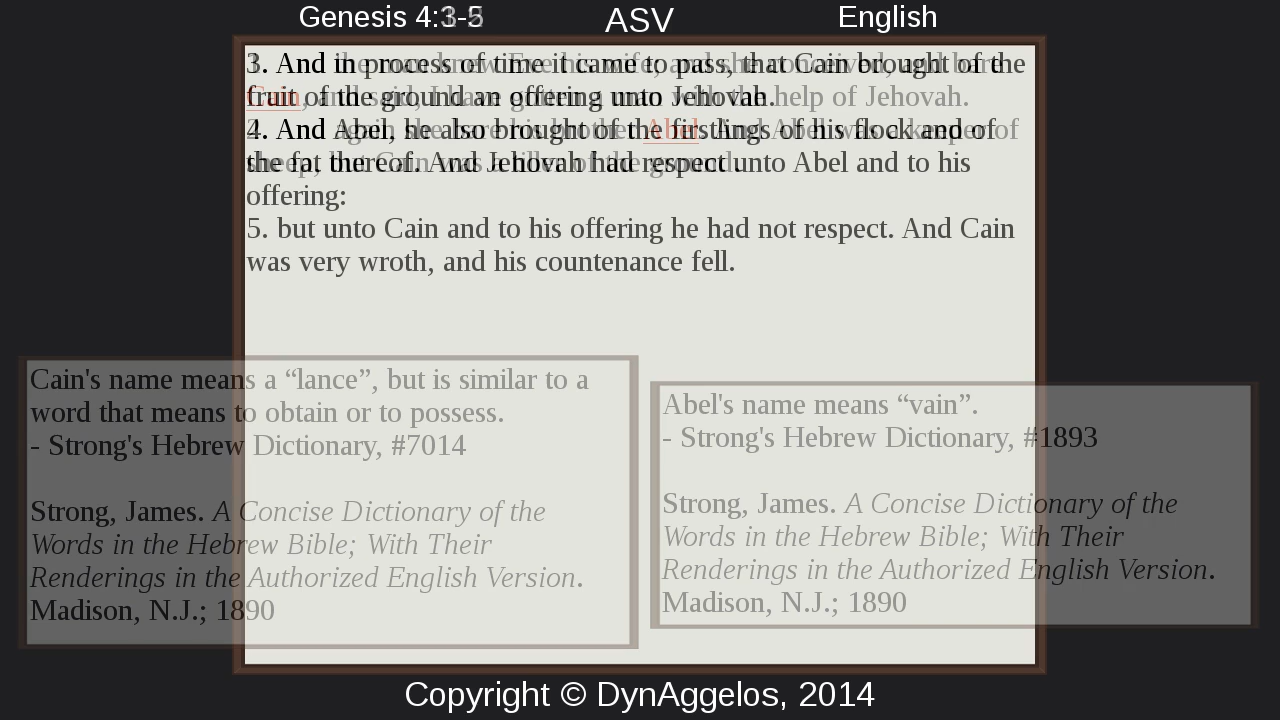 Genesis 4:3-5
ASV
English
3. And in process of time it came to pass, that Cain brought of the
fruit of the ground an offering unto Jehovah.
Cain, help of Jehovah.
4. And Abel, he also brought of the firstlings of his flock and of
Abel.
the fat thereof. And Jehovah had respect unto Abel and to his
offering:
5. but unto Cain and to his offering he had not respect. And Cain
was very wroth, and his countenance fell.
Cain's name means a “lance”, but is similar to a
word that means to obtain or to possess.
- Strong's Hebrew Dictionary, #7014
Strong, James. A Concise Dictionary of the
Words in the Hebrew Bible; With Their
Renderings in the Authorized English Version.
Madison, N.J.; 1890
Abel's name means “vain”.
- Strong's Hebrew Dictionary, #1893
Strong, James. A Concise Dictionary of the
Words in the Hebrew Bible; With Their
Renderings in the Authorized English Version.
Madison, N.J.; 1890
Copyright © DynAggelos, 2014